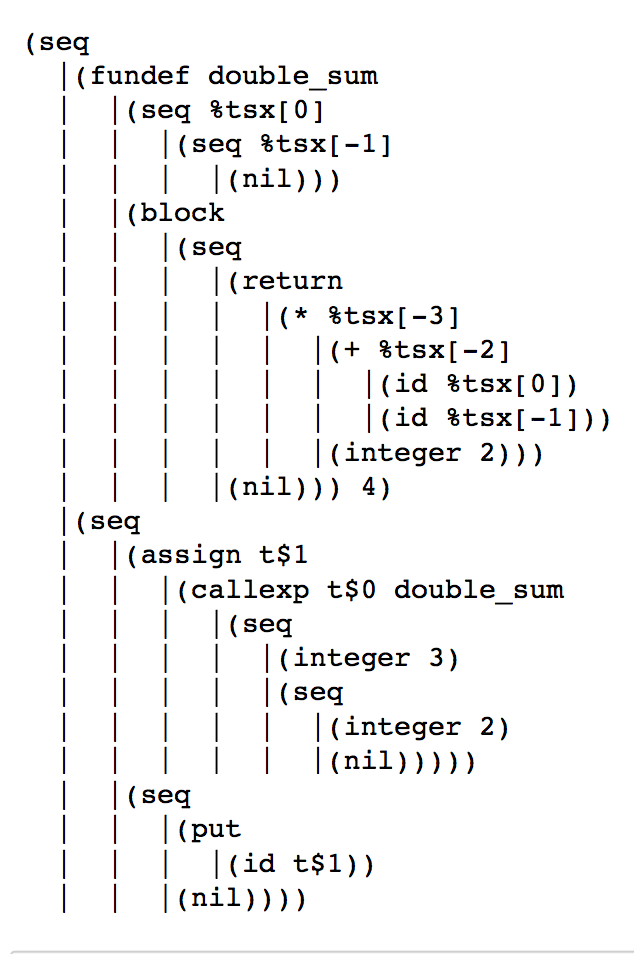 (seq
  |(fundef double_sum
  |  |(seq %tsx[0]
  |  |  |(seq %tsx[-1]
  |  |  |  |(nil)))
  |  |(block
  |  |  |(seq
  |  |  |  |(return
  |  |  |  |  |(* %tsx[-3]
  |  |  |  |  |  |(+ %tsx[-2]
  |  |  |  |  |  |  |(id %tsx[0])
  |  |  |  |  |  |  |(id %tsx[-1]))
  |  |  |  |  |  |(integer 2)))
  |  |  |  |(nil))) 4)
  |(seq
  |  |(assign t$1
  |  |  |(callexp t$0 double_sum
  |  |  |  |(seq
  |  |  |  |  |(integer 3)
  |  |  |  |  |(seq
  |  |  |  |  |  |(integer 2)
  |  |  |  |  |  |(nil)))))
  |  |(seq
  |  |  |(put
  |  |  |  |(id t$1))
  |  |  |(nil))))